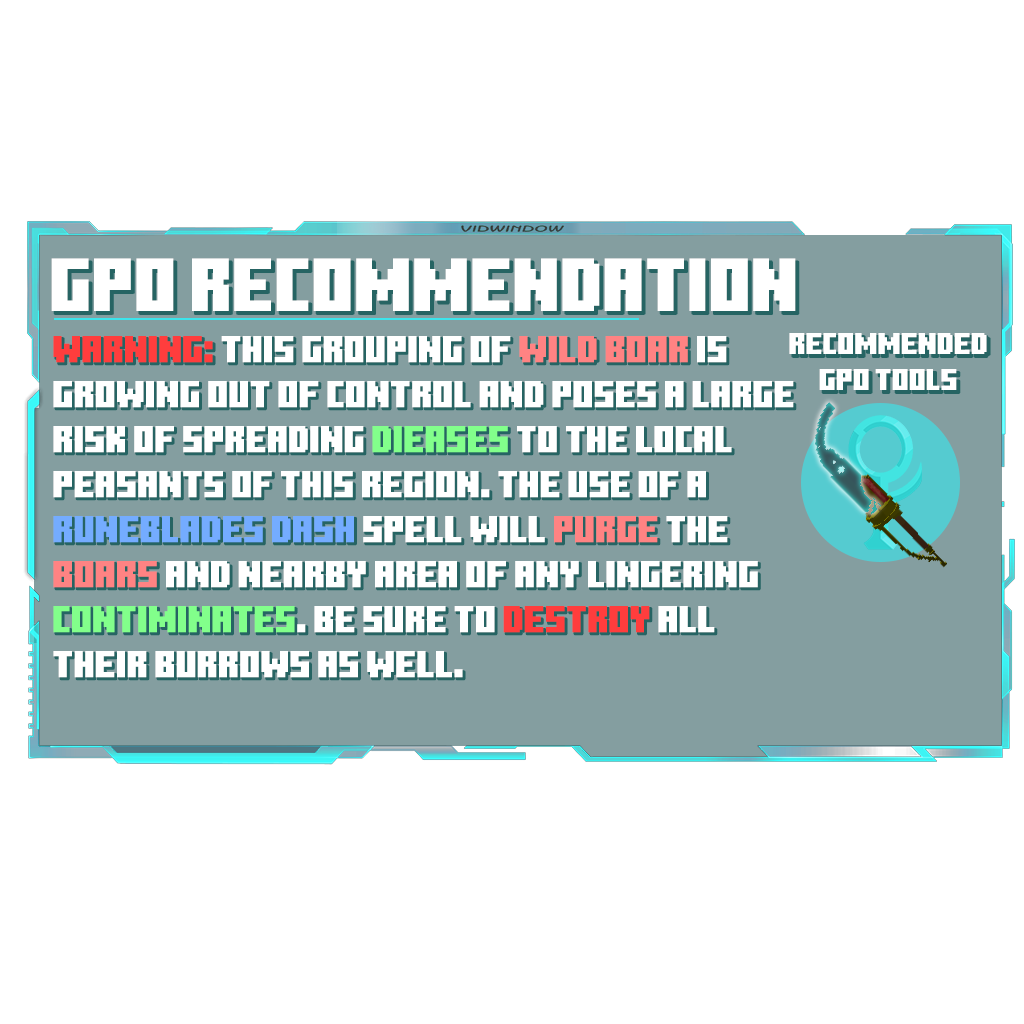 VIDWINDOW
GPO RECOMMENDATION
WARNING: THIS GROUPING OF WILD BOAR IS
GROWING OUT OF CONTROL AND POSES A LARGE
RISK OF SPREADING DIEASES TO THE LOCAL
PEASANTS OF THIS REGION. THE USE OF A
RUNEBLADES DASH SPELL WILL PURGE THE
BOARS AND NEARBY AREA OF ANY LINGERING
CONTIMINATES. BE SURE TO DESTROY ALL
THEIR BURROWS AS WELL.
RECOMMENDED
GPO TOOLS